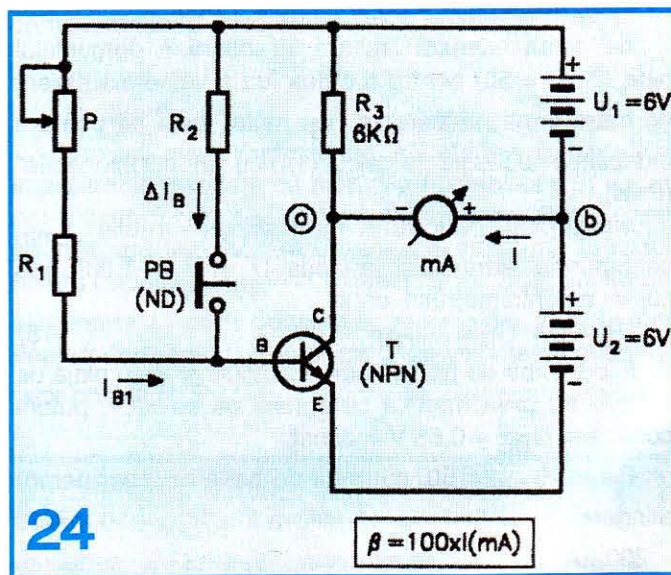 P
R1
R2
ΔIB
PB
(ND)
IB1
R3
6KΩ
a
-
+
mA
I
b
+
U1=6V
-
+
U2=6V
-
B
C
E
T
(NPN)
24
β=100xI(mA)